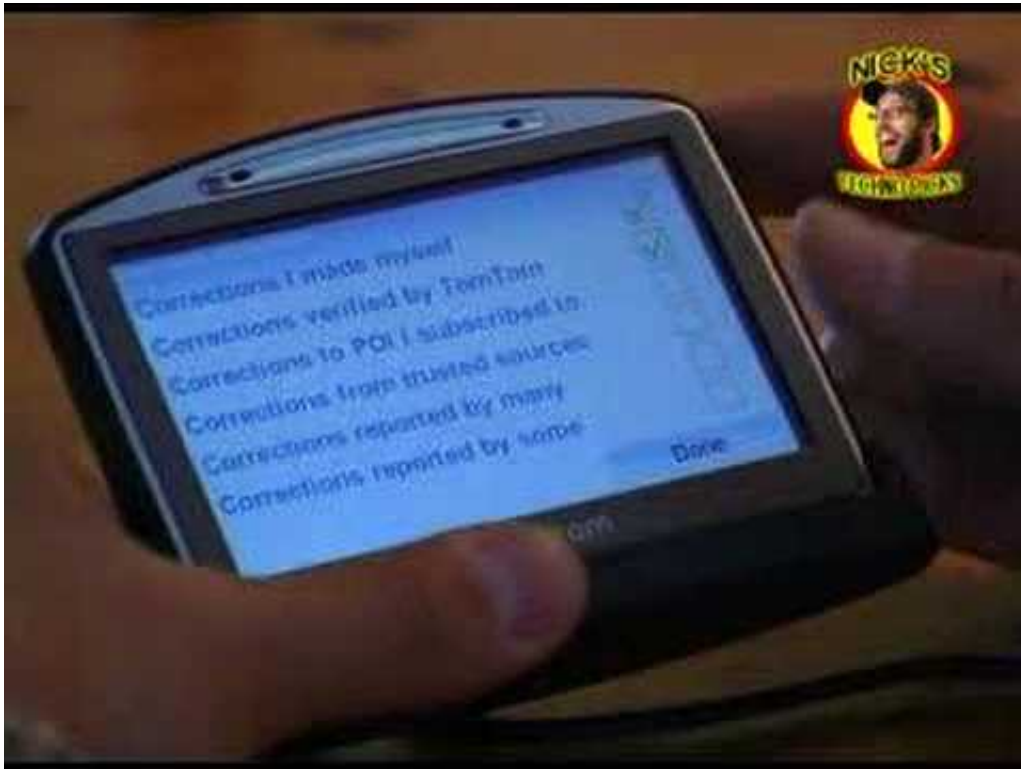 NICK'S
Corrections I made myself
Corrections verified by TomTom
Corrections to POI I subscribed to
Corrections from trusted sources
Corrections reported by many
Corrections reported by some
Done
om